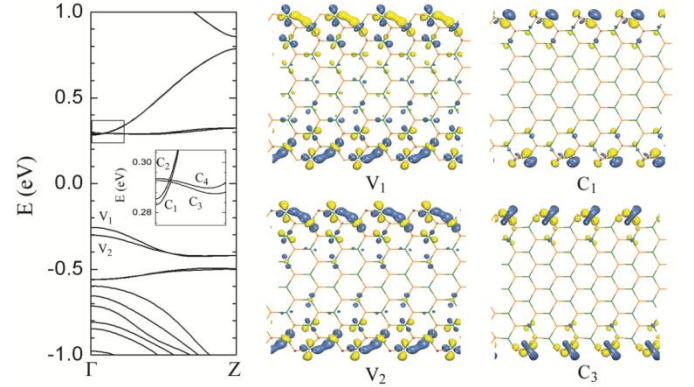 1.0
0.5
0.0
-0.5
-1.0
E (eV)
Γ
Z
V₁
V₂
0.30
0.28
E (eV)
C₂
C₄
C₁
C₃
V₁
C₁
V₂
C₃